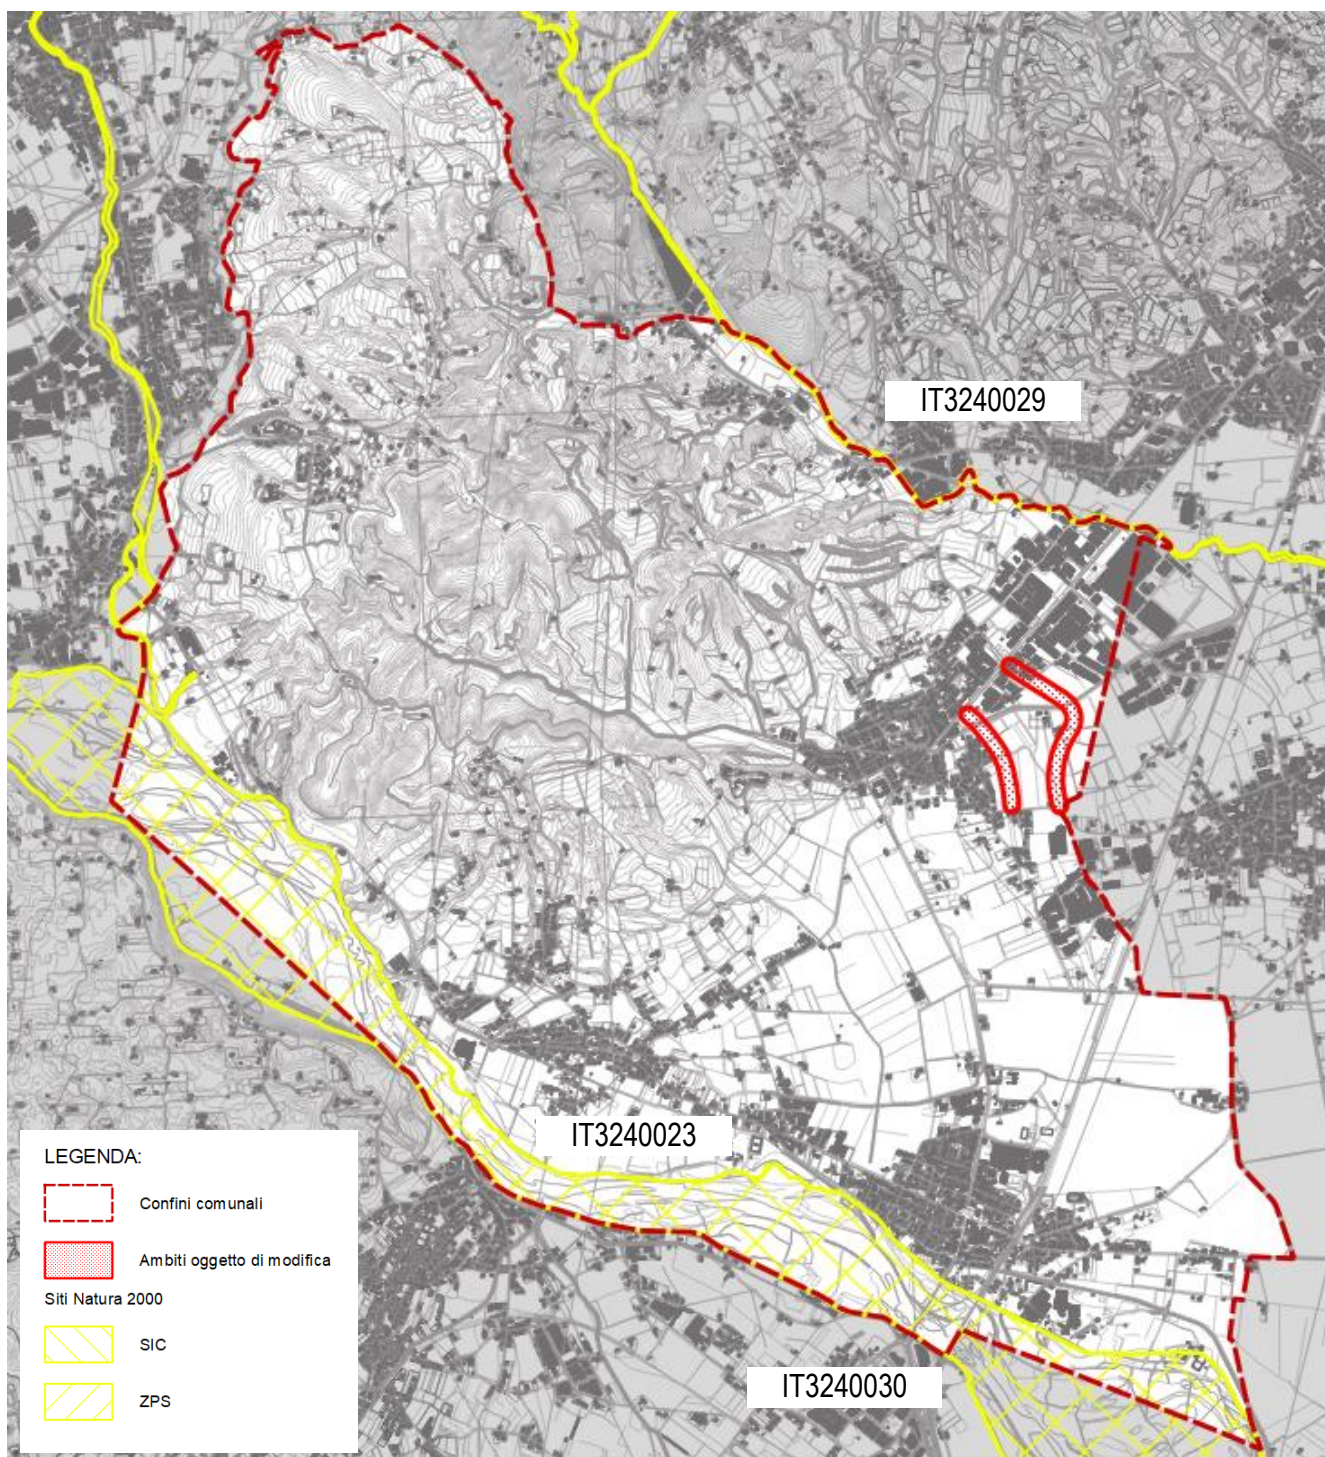 IT3240029
IT3240023
IT3240030
LEGENDA:
Confini comunali
Ambiti oggetto di modifica
Siti Natura 2000
SIC
ZPS